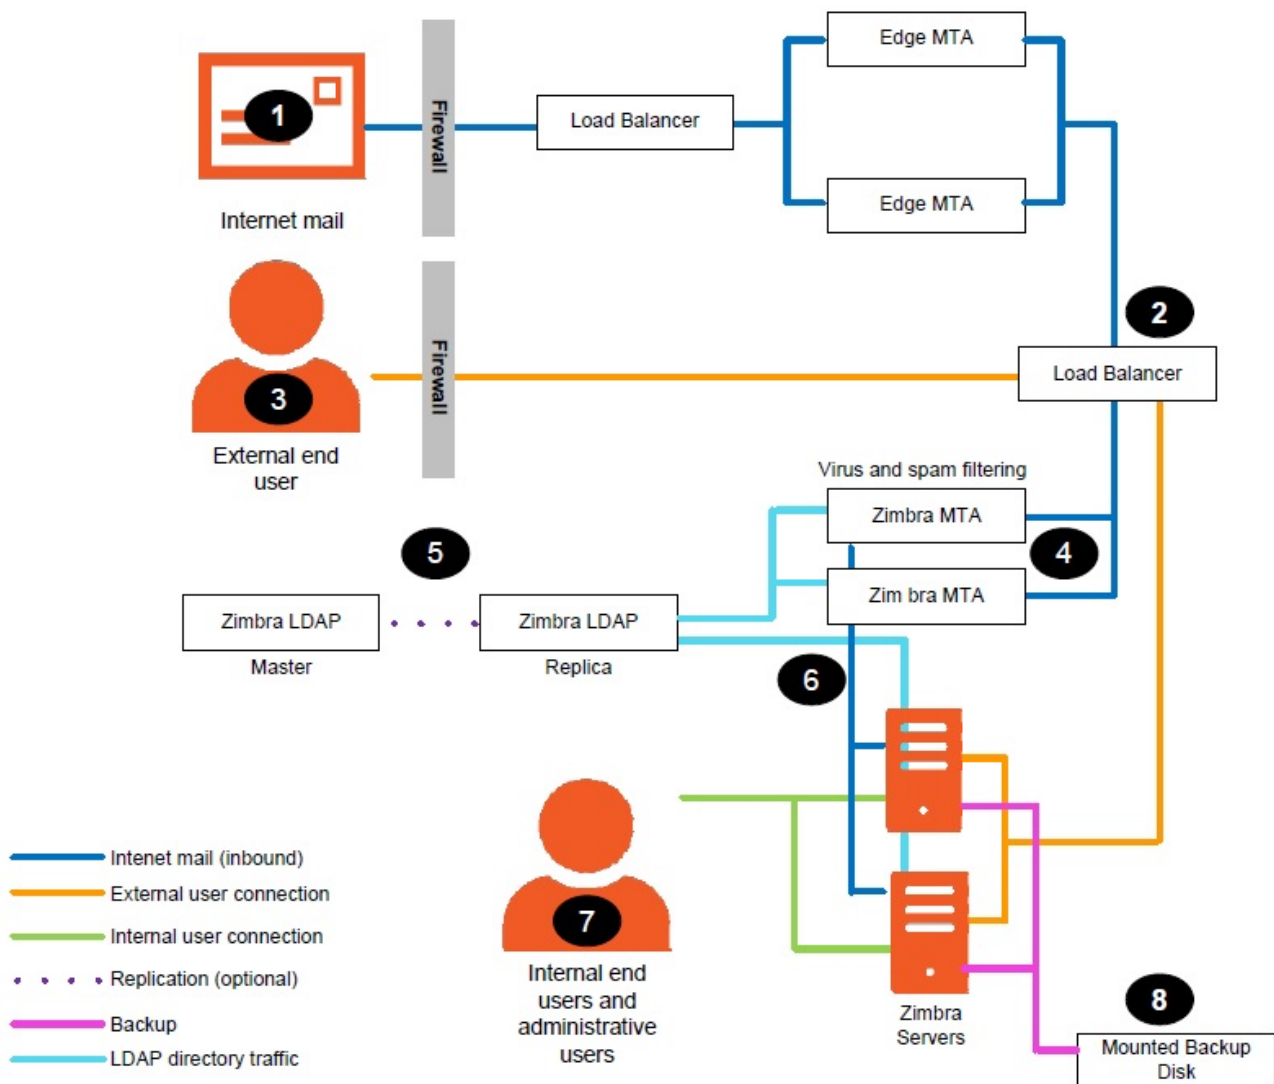 Edge MTA
1
Firewall
Load Balancer
Internet mail
Edge MTA
2
Firewall
Load Balancer
3
External end
user
Virus and spam filtering
Zimbra MTA
4
5
Zim bra MTA
Zimbra LDAP
Master
Zimbra LDAP
Replica
6
7
Internal end
users and
administrative
users
Zimbra
Servers
8
Mounted Backup
Disk
Intenet mail (inbound)
External user connection
Internal user connection
Replication (optional)
Backup
LDAP directory traffic